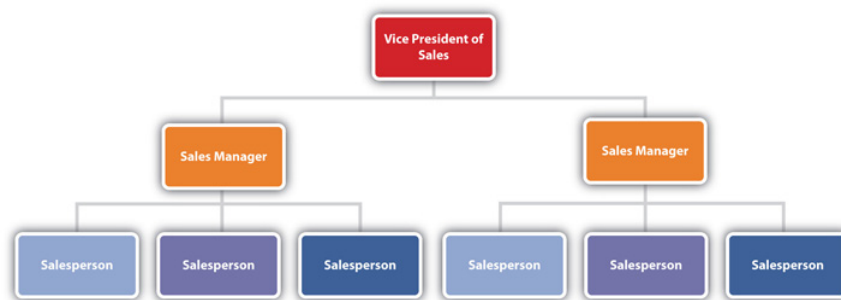 Vice President of
Sales
Sales Manager
Sales Manager
Salesperson
Salesperson
Salesperson
Salesperson
Salesperson
Salesperson